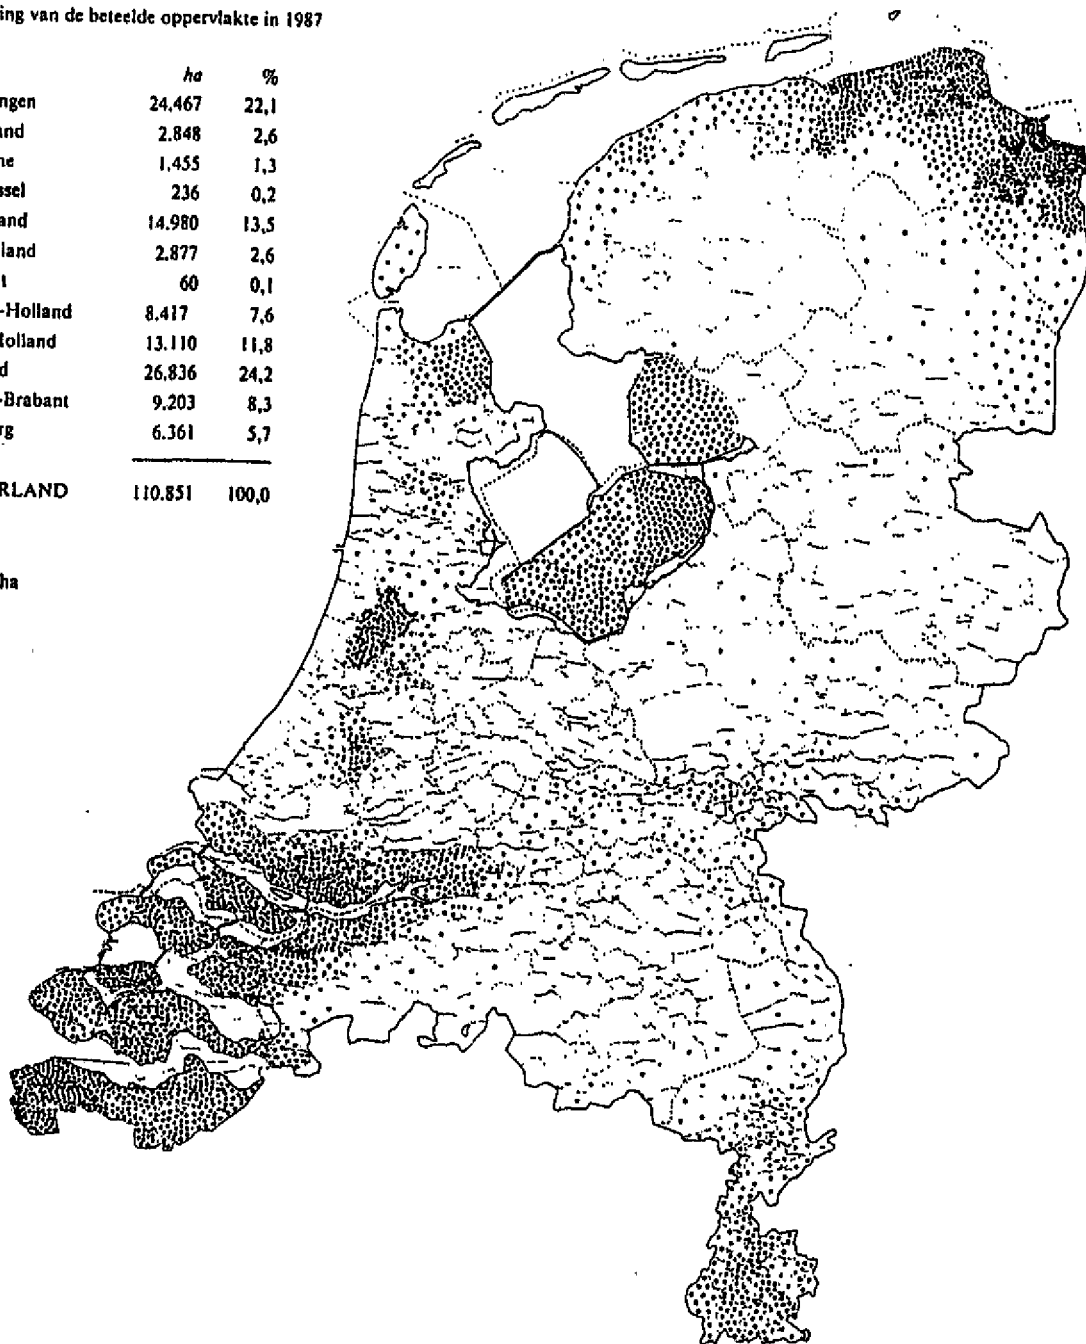 ing van de beteelde oppervlakte in 1987
ha %
ngen 24.467 22,1
and 2.848 2,6
ne 1.455 1,3
ssel 236 0,2
and 14.980 13,5
land 2.877 2,6
t 60 0,1
-Holland 8.417 7,6
Holland 13.110 11,8
d 26.836 24,2
-Brabant 9.203 8,3
rg 6.361 5,7
RLAND 110.851 100,0
ha